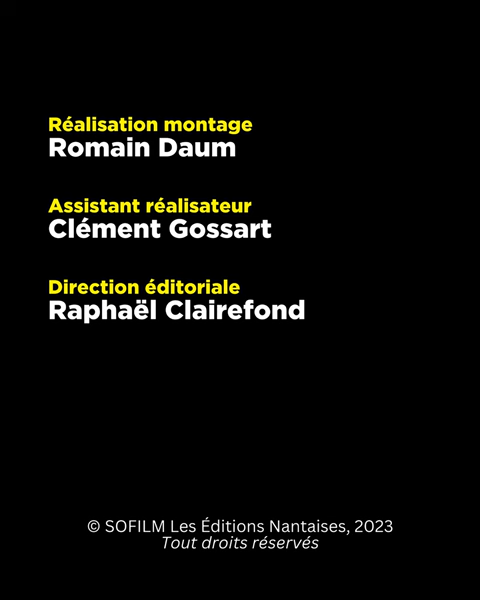 Réalisation montage
Romain Daum
Assistant réalisateur
Clément Gossart
Direction éditoriale
Raphaël Clairefond
© SOFILM Les Éditions Nantaises, 2023
Tout droits réservés